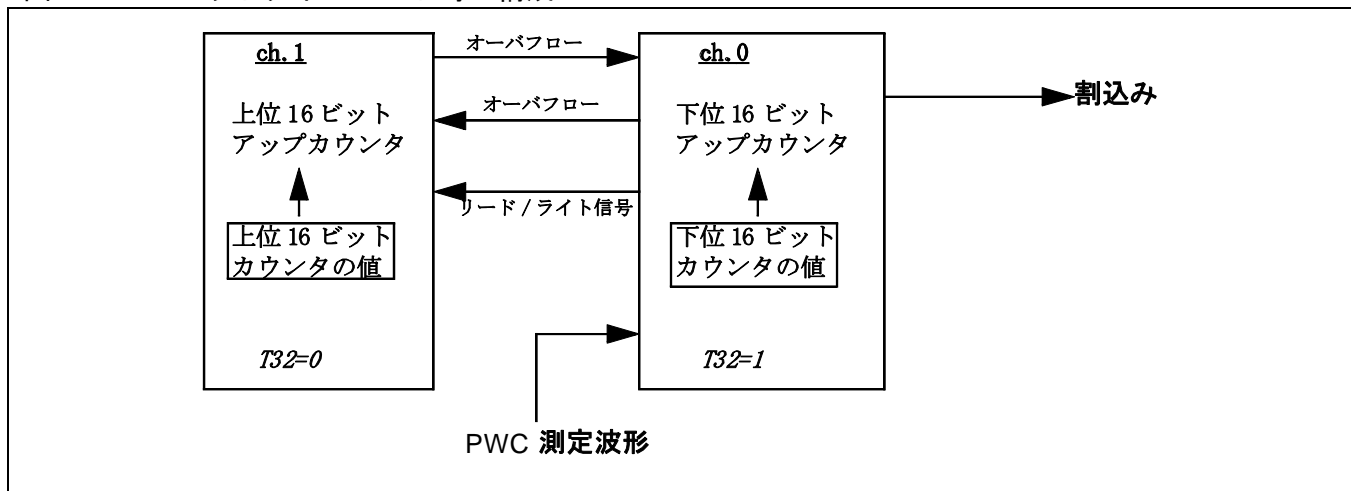 ch. 1
上位 16 ビット
アップカウンタ
上位 16 ビット
カウンタの値
T32=0
オーバフロー
オーバフロー
リード / ライト信号
ch. 0
下位 16 ビット
アップカウンタ
下位 16 ビット
カウンタの値
T32=1
割込み
PWC 測定波形